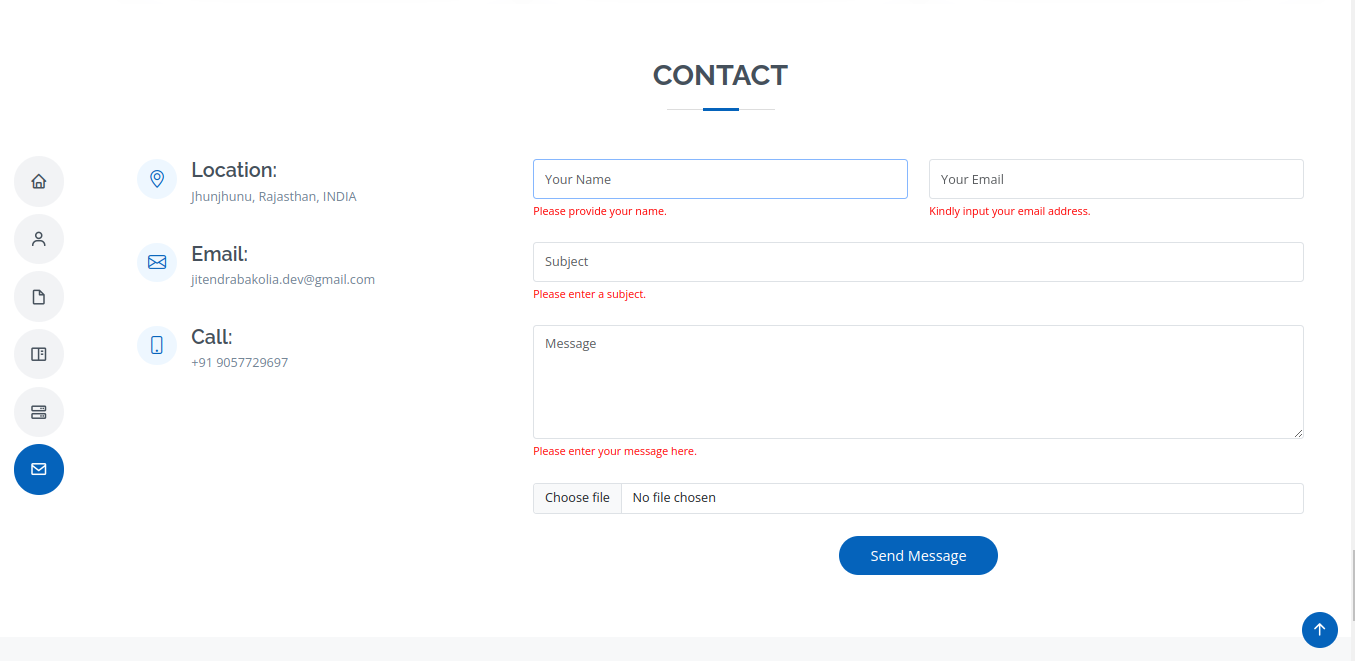 CONTACT
Location:
Jhunjhunu, Rajasthan, INDIA
Email:
jitendrabakolia.dev@gmail.com
Call:
+91 9057729697
Your Name
Your Email
Please provide your name.
Kindly input your email address.
Subject
Please enter a subject.
Message
Please enter your message here.
Choose file No file chosen
Send Message